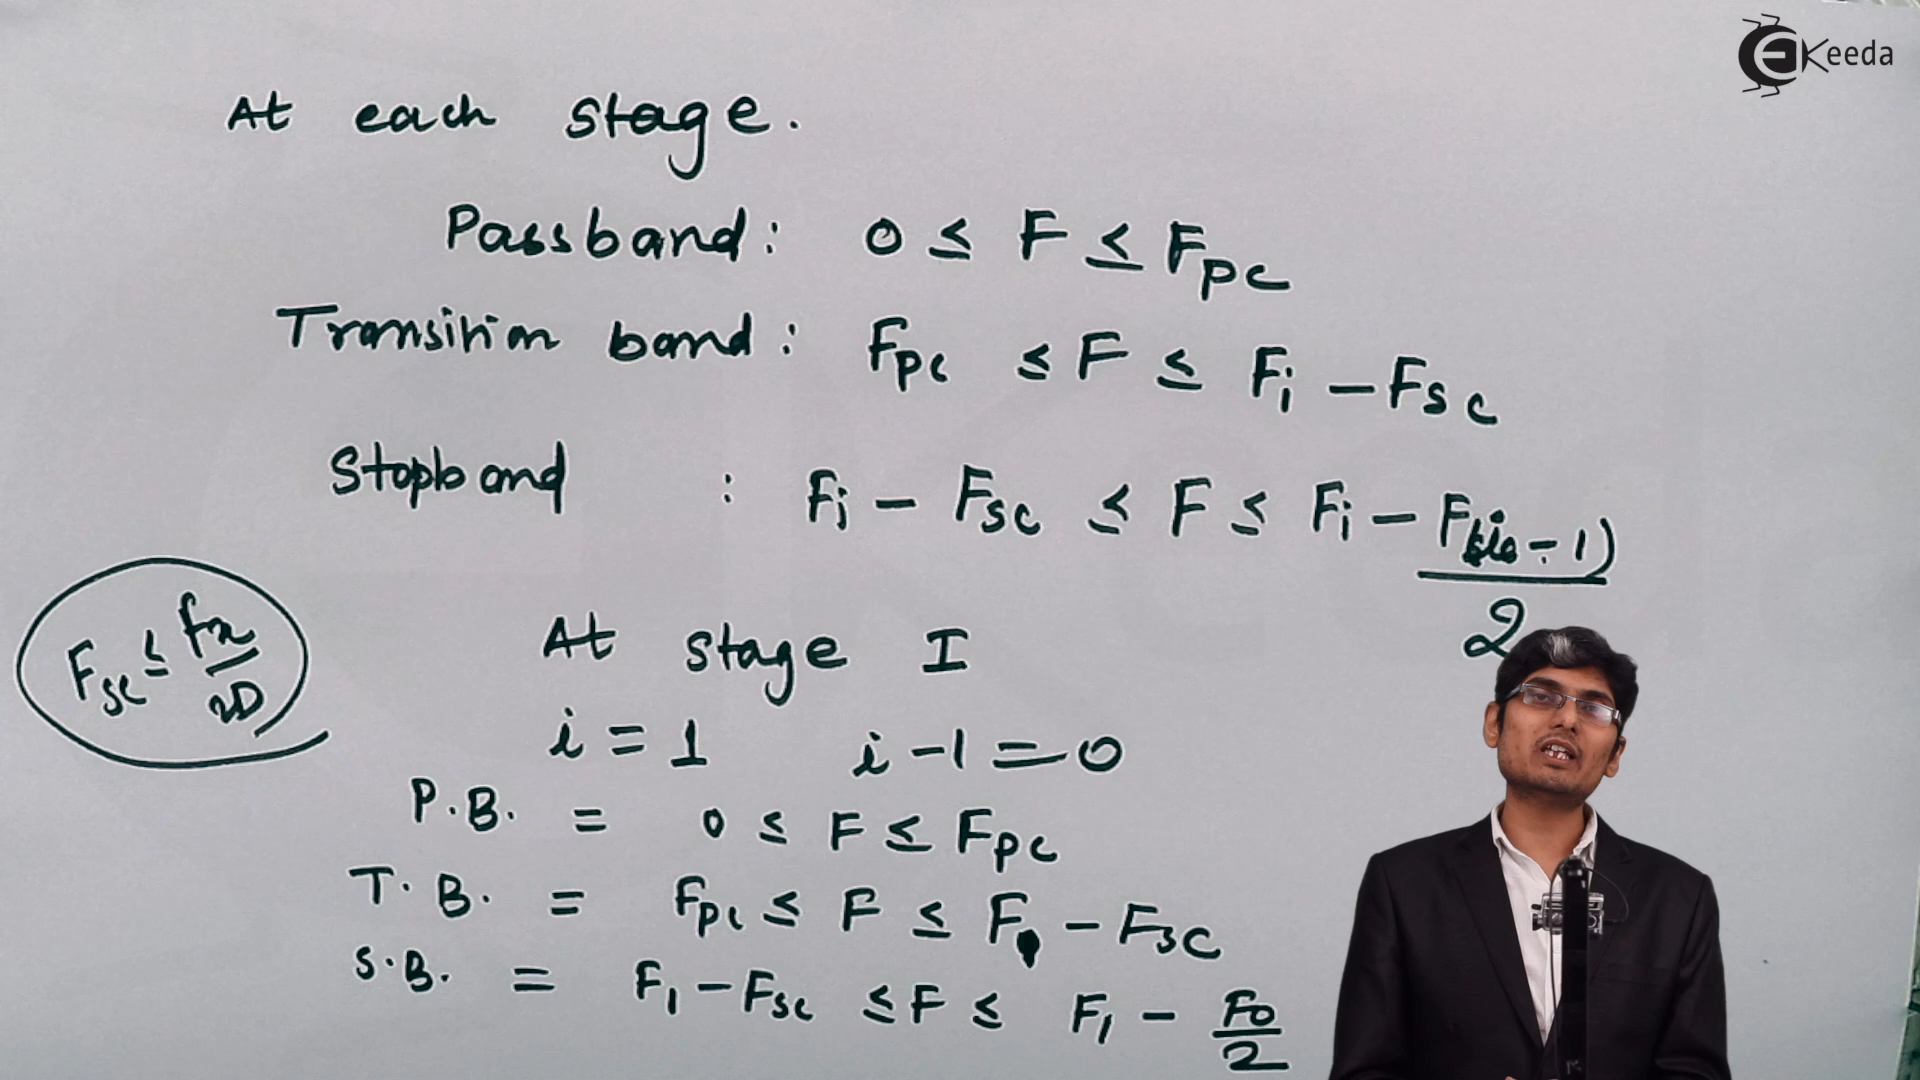 EKeeda
At each stage.
Passband: 0 ≤ F ≤ Fpc
Transition band: Fpc ≤ F ≤ Fi - Fsc
Stopband : Fi - Fsc ≤ F ≤ Fi - F(i-1)/2
Fsc ≤ fx/2D
At stage I
i = 1 i - 1 = 0
P.B. = 0 ≤ F ≤ Fpc
T.B. = Fpc ≤ F ≤ F1 - Fsc
S.B. = F1 - Fsc ≤ F ≤ F1 - F0/2